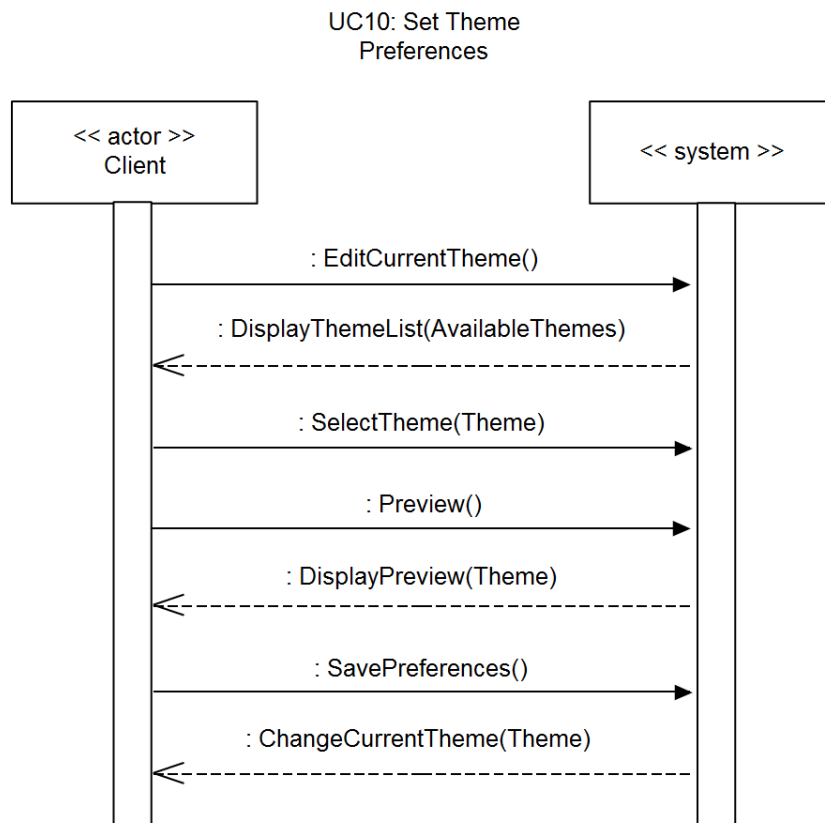 UC10: Set Theme
Preferences
<< actor >>
Client
<< system >>
: EditCurrentTheme()
: DisplayThemeList(AvailableThemes)
: SelectTheme(Theme)
: Preview()
: DisplayPreview(Theme)
: SavePreferences()
: ChangeCurrentTheme(Theme)